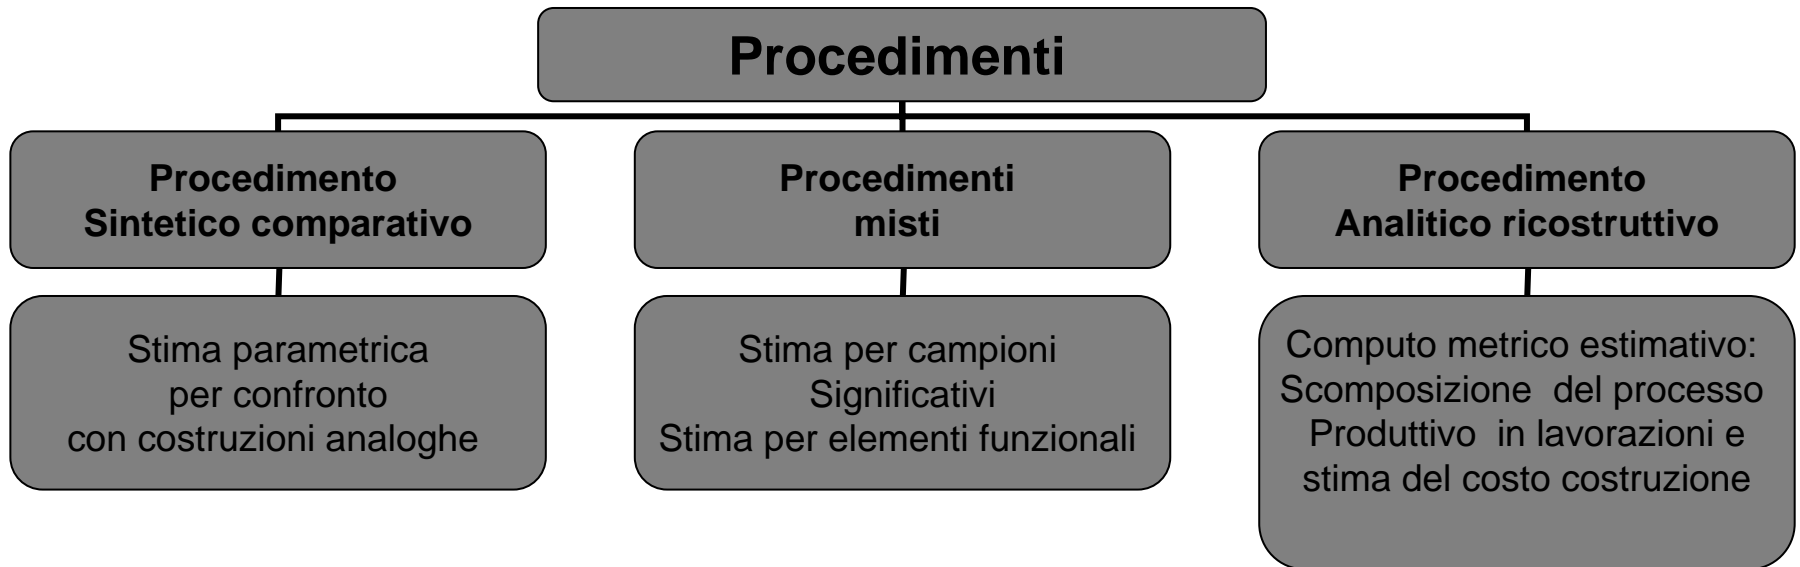 Procedimenti
Procedimento
Sintetico comparativo
Procedimenti
misti
Procedimento
Analitico ricostruttivo
Stima parametrica
per confronto
con costruzioni analoghe
Stima per campioni
Significativi
Stima per elementi funzionali
Computo metrico estimativo:
Scomposizione  del processo
Produttivo  in lavorazioni e
stima del costo costruzione